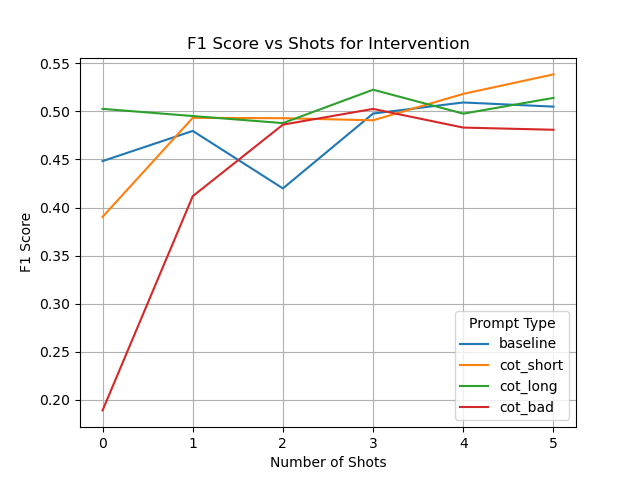 F1 Score vs Shots for Intervention
0.55
0.50
0.45
0.40
0.35
0.30
0.25
0.20
F1 Score
Prompt Type
baseline
cot_short
cot_long
cot_bad
0 1 2 3 4 5
Number of Shots